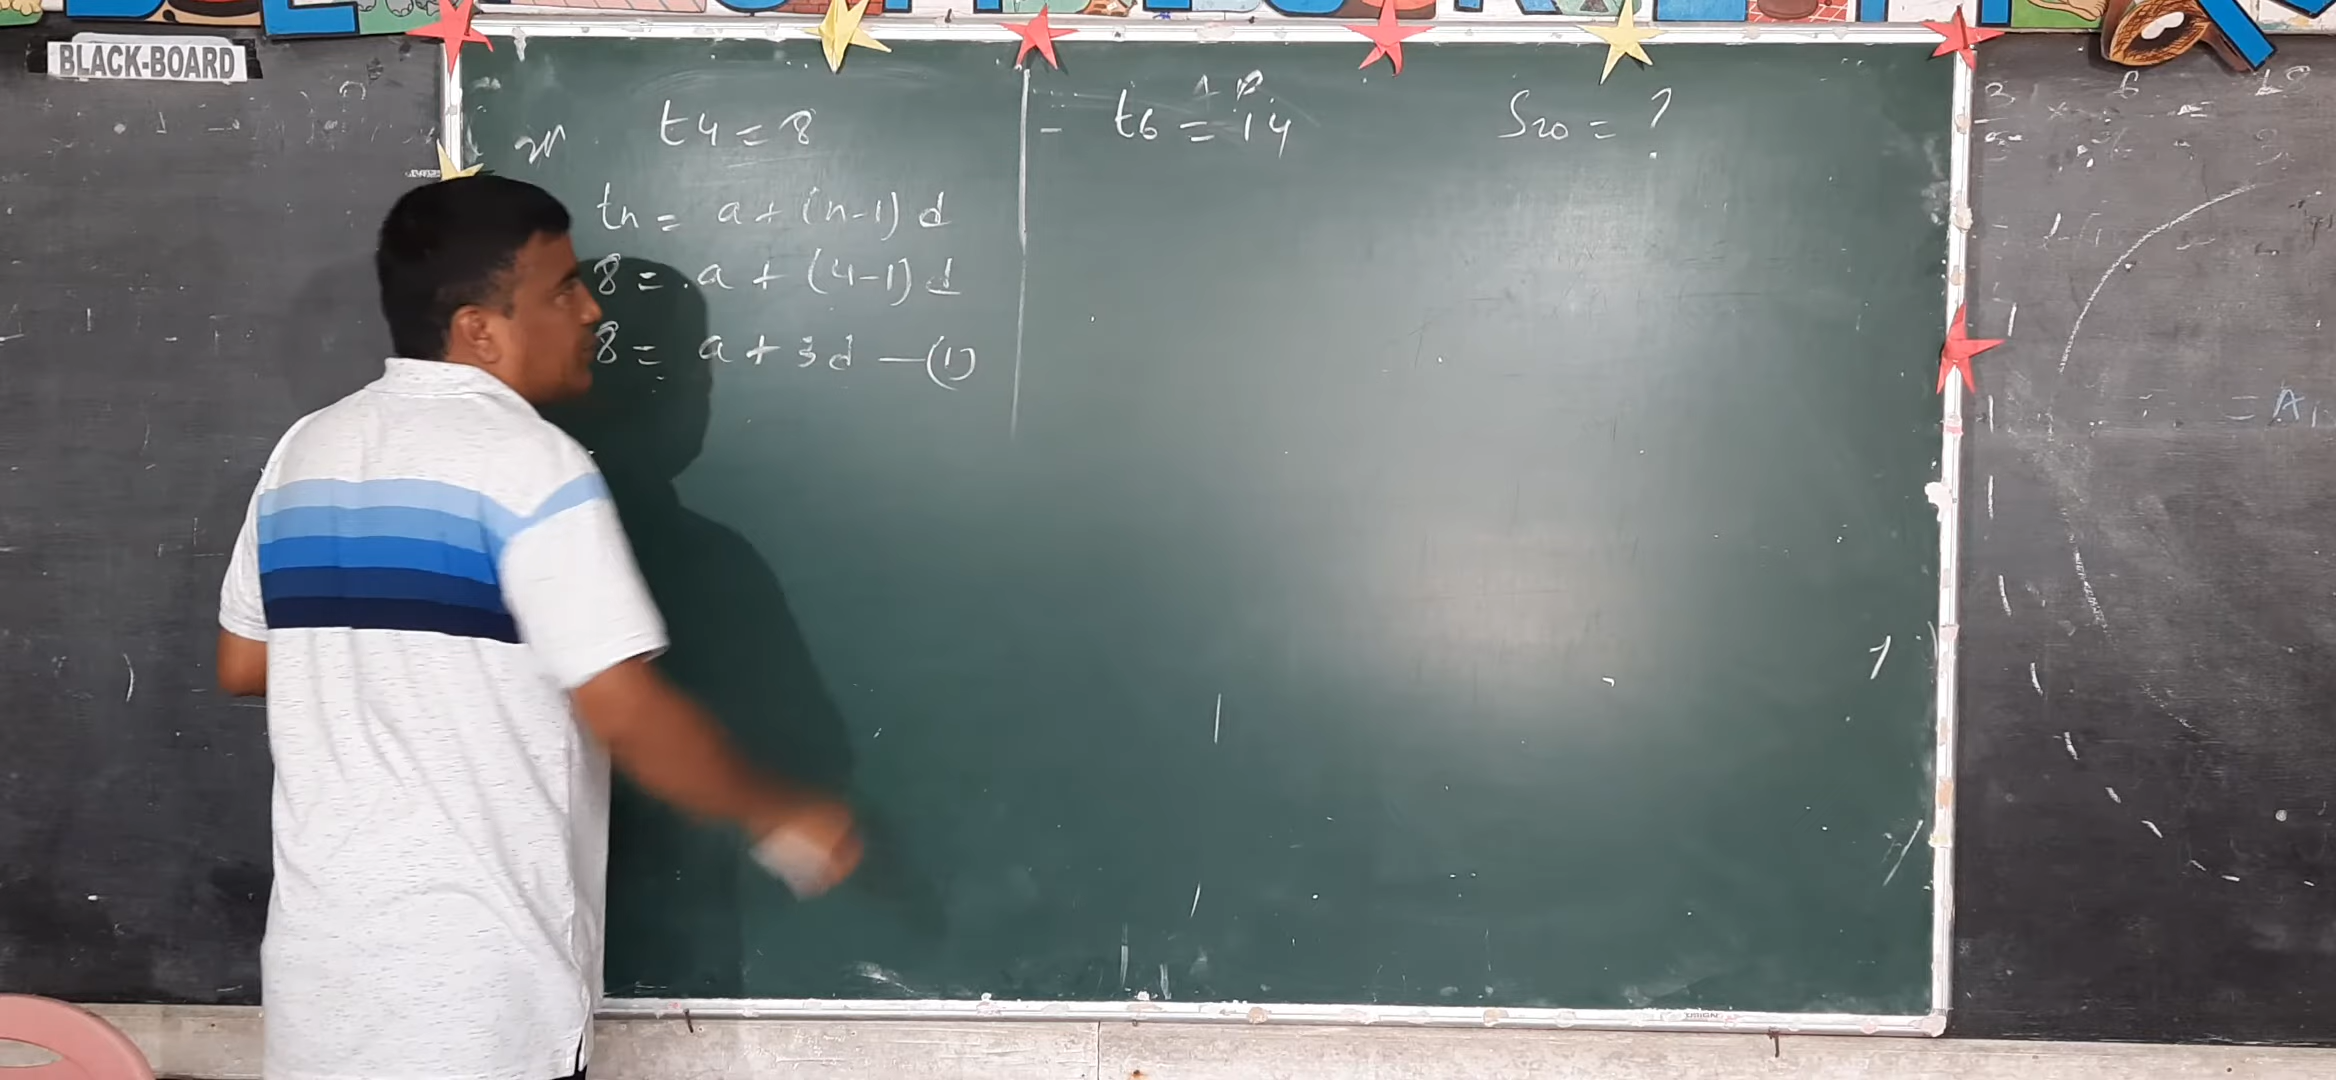 BLACK-BOARD
t4 = 8
t6 = 14
S20 = ?
tn = a + (n-1) d
8 = a + (4-1) d
8 = a + 3d — (1)
= A